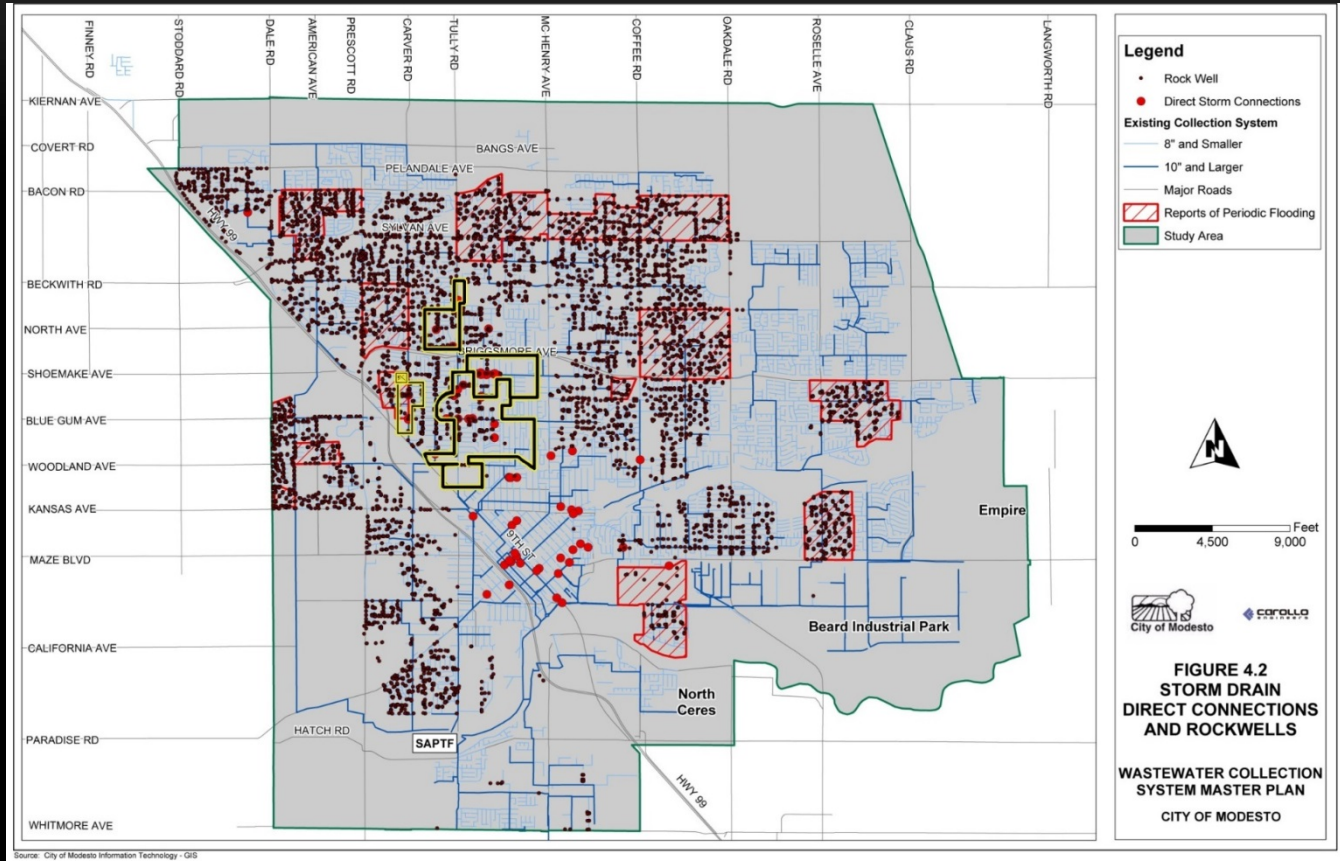 FINNEY RD
STODDARD RD
DALE RD
AMERICAN AVE
PRESCOTT RD
CARVER RD
TULLY RD
MC HENRY AVE
COFFEE RD
OAKDALE RD
ROSELLE AVE
CLAUS RD
LANGWORTH RD
KIERNAN AVE
COVERT RD
BANGS AVE
PELANDALE AVE
BACON RD
HWY 99
SYLVAN AVE
BECKWITH RD
NORTH AVE
BRIGGSMORE AVE
SHOEMAKE AVE
BLUE GUM AVE
WOODLAND AVE
KANSAS AVE
Empire
9TH ST
MAZE BLVD
Beard Industrial Park
CALIFORNIA AVE
North
Ceres
HATCH RD
PARADISE RD
SAPTF
HWY 99
WHITMORE AVE
Legend
Rock Well
Direct Storm Connections
Existing Collection System
8" and Smaller
10" and Larger
Major Roads
Reports of Periodic Flooding
Study Area
N
Feet
0 4,500 9,000
City of Modesto
carollo
engineers
FIGURE 4.2
STORM DRAIN
DIRECT CONNECTIONS
AND ROCKWELLS
WASTEWATER COLLECTION
SYSTEM MASTER PLAN
CITY OF MODESTO
Source: City of Modesto Information Technology - GIS